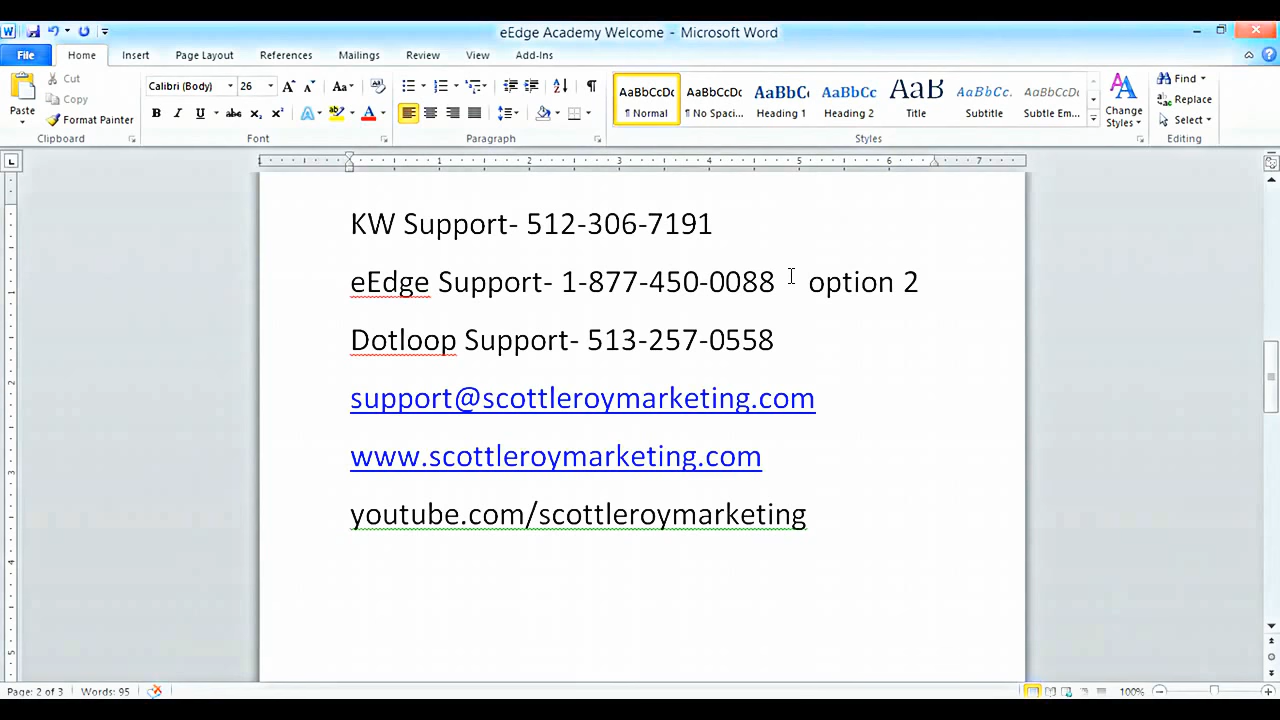 eEdge Academy Welcome - Microsoft Word
File Home Insert Page Layout References Mailings Review View Add-Ins
Cut
Copy
Format Painter
Paste
Clipboard
Calibri (Body) 26
Font
Paragraph
AaBbCcDc AaBbCcDc AaBbC AaBbCc AaB AaBbCc. AaBbCcDc
¶ Normal ¶ No Spaci... Heading 1 Heading 2 Title Subtitle Subtle Em...
Change Styles
Styles
Find
Replace
Select
Editing
KW Support- 512-306-7191
eEdge Support- 1-877-450-0088 option 2
Dotloop Support- 513-257-0558
support@scottleroymarketing.com
www.scottleroymarketing.com
youtube.com/scottleroymarketing
Page: 2 of 3 Words: 95 100%